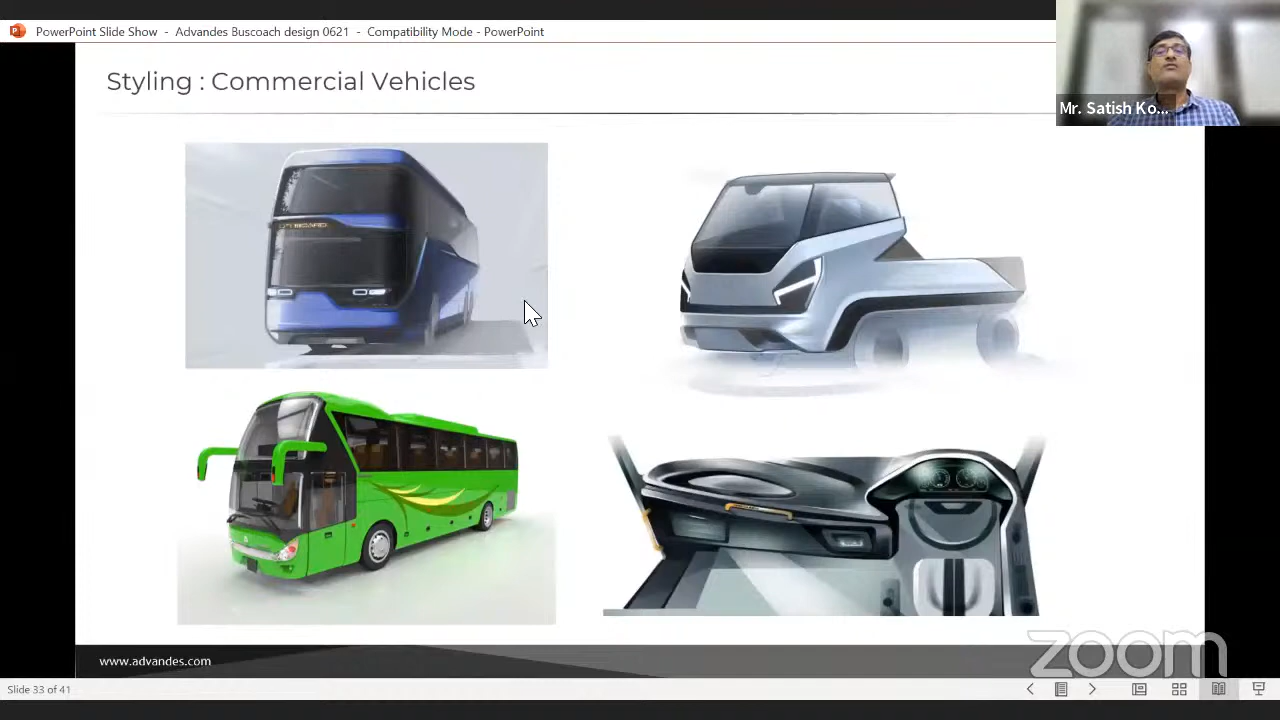 PowerPoint Slide Show - Advandes Buscoach design 0621 - Compatibility Mode - PowerPoint
Mr. Satish Ko...
Styling : Commercial Vehicles
www.advandes.com
zoom
Slide 33 of 41